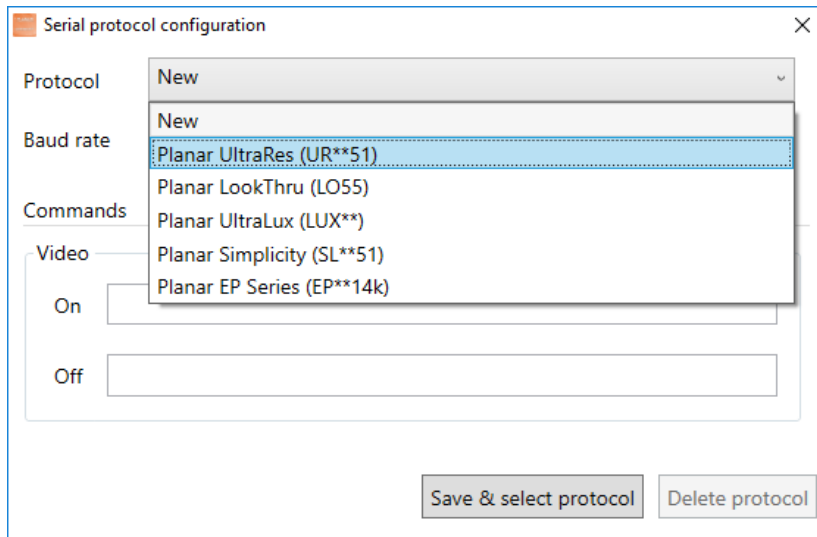 Serial protocol configuration
Protocol New
New
Baud rate
Planar UltraRes (UR**51)
Planar LookThru (LO55)
Commands
Planar UltraLux (LUX**)
Video
Planar Simplicity (SL**51)
Planar EP Series (EP**14k)
On
Off
Save & select protocol Delete protocol